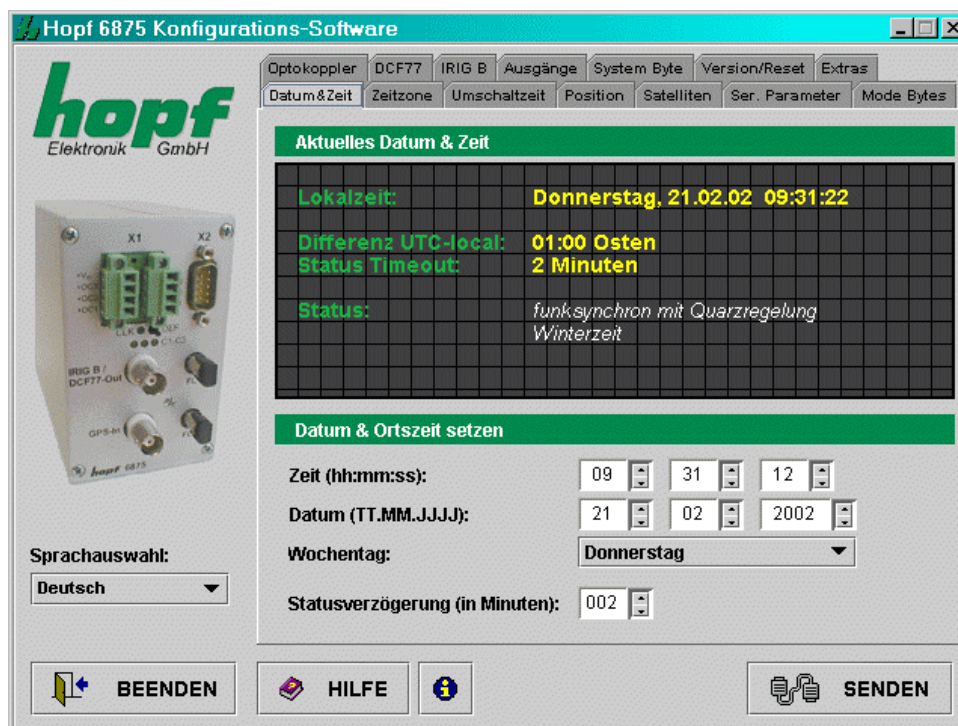 Hopf 6875 Konfigurations-Software
hopf
Elektronik GmbH
Optokoppler DCF77 IRIG B Ausgänge System Byte Version/Reset Extras
Datum&Zeit Zeitzone Umschaltzeit Position Satelliten Ser. Parameter Mode Bytes
Aktuelles Datum & Zeit
Lokalzeit: Donnerstag, 21.02.02 09:31:22
Differenz UTC-local: 01:00 Osten
Status Timeout: 2 Minuten
Status: funksynchron mit Quarzregelung
Winterzeit
X1 X2
CLK DEF
C1-C3
IRIG B /
DCF77-Out
GPS-In
hopf 6875
Datum & Ortszeit setzen
Zeit (hh:mm:ss): 09 31 12
Datum (TT.MM.JJJJ): 21 02 2002
Wochentag: Donnerstag
Statusverzögerung (in Minuten): 002
Sprachauswahl:
Deutsch
BEENDEN
HILFE
SENDEN